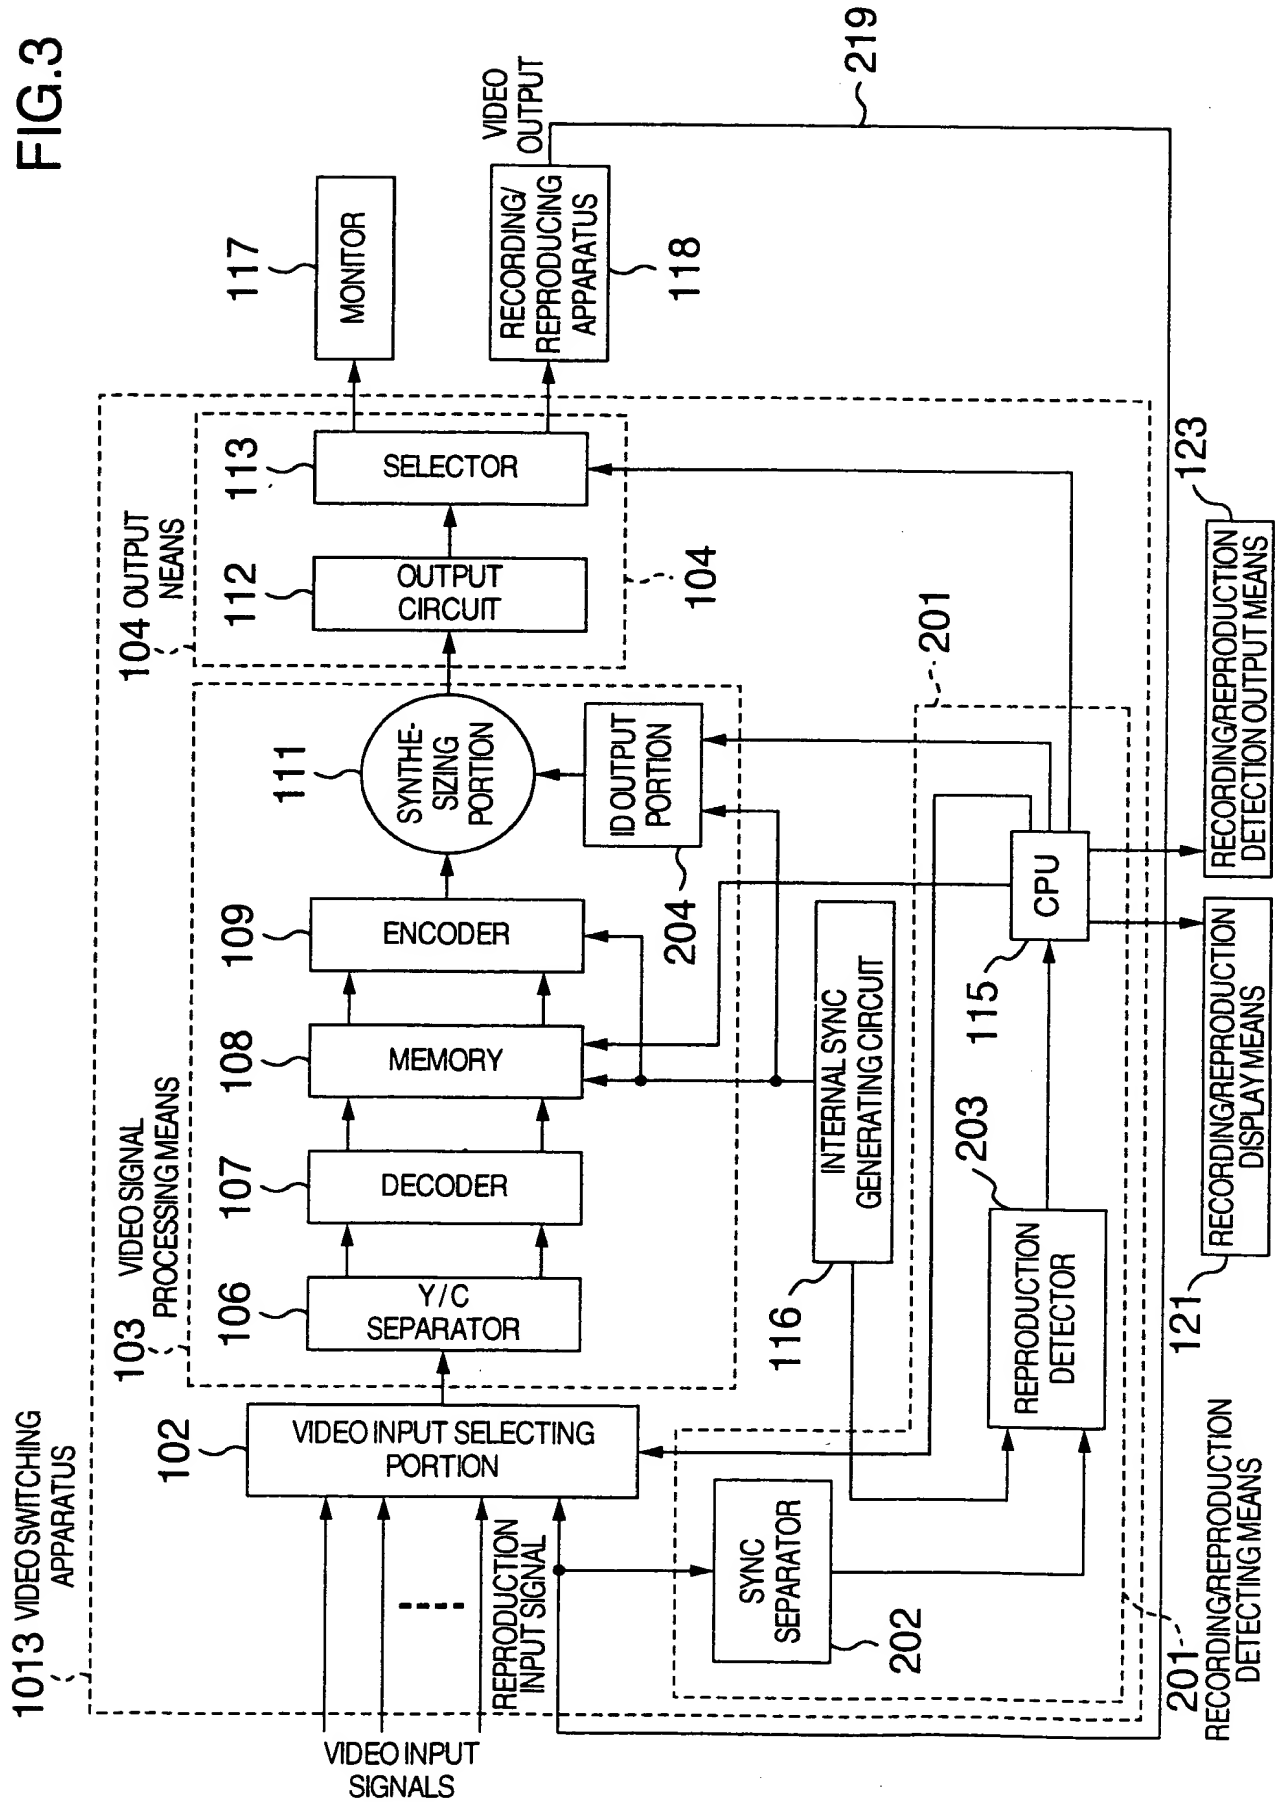 FIG.3
1013 VIDEO SWITCHING
APPARATUS
103
VIDEO SIGNAL
PROCESSING MEANS
104 OUTPUT
NEANS
102
106
107
108
109
111
112
113
117
VIDEO INPUT SELECTING
PORTION
Y/C
SEPARATOR
DECODER
MEMORY
ENCODER
SYNTHE-
SIZING
PORTION
OUTPUT
CIRCUIT
SELECTOR
MONITOR
VIDEO INPUT
SIGNALS
REPRODUCTION
INPUT SIGNAL
ID OUTPUT
PORTION
204
104
RECORDING/
REPRODUCING
APPARATUS
118
VIDEO
OUTPUT
219
SYNC
SEPARATOR
202
116
INTERNAL SYNC
GENERATING CIRCUIT
201
REPRODUCTION
DETECTOR
203
115
CPU
201
RECORDING/REPRODUCTION
DETECTING MEANS
121
RECORDING/REPRODUCTION
DISPLAY MEANS
123
RECORDING/REPRODUCTION
DETECTION OUTPUT MEANS